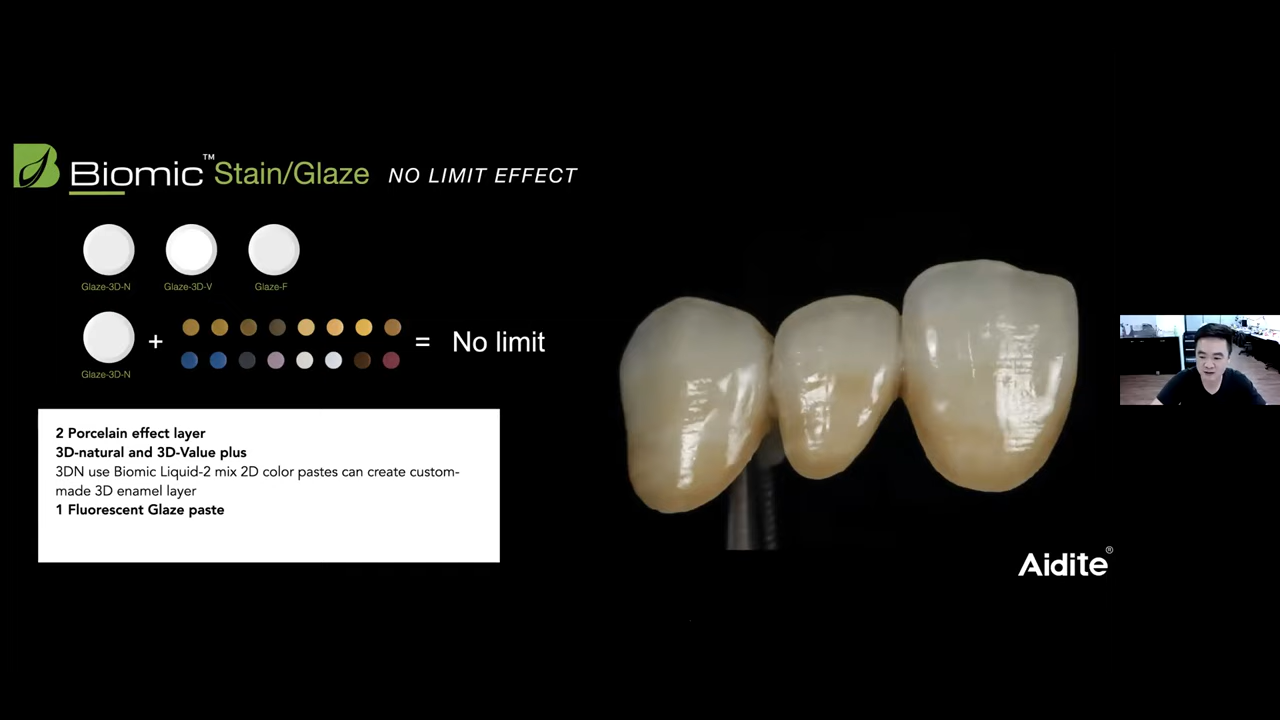 Biomic™ Stain/Glaze NO LIMIT EFFECT
Glaze-3D-N Glaze-3D-V Glaze-F
+ = No limit
Glaze-3D-N
2 Porcelain effect layer
3D-natural and 3D-Value plus
3DN use Biomic Liquid-2 mix 2D color pastes can create custom-
made 3D enamel layer
1 Fluorescent Glaze paste
Aidite®